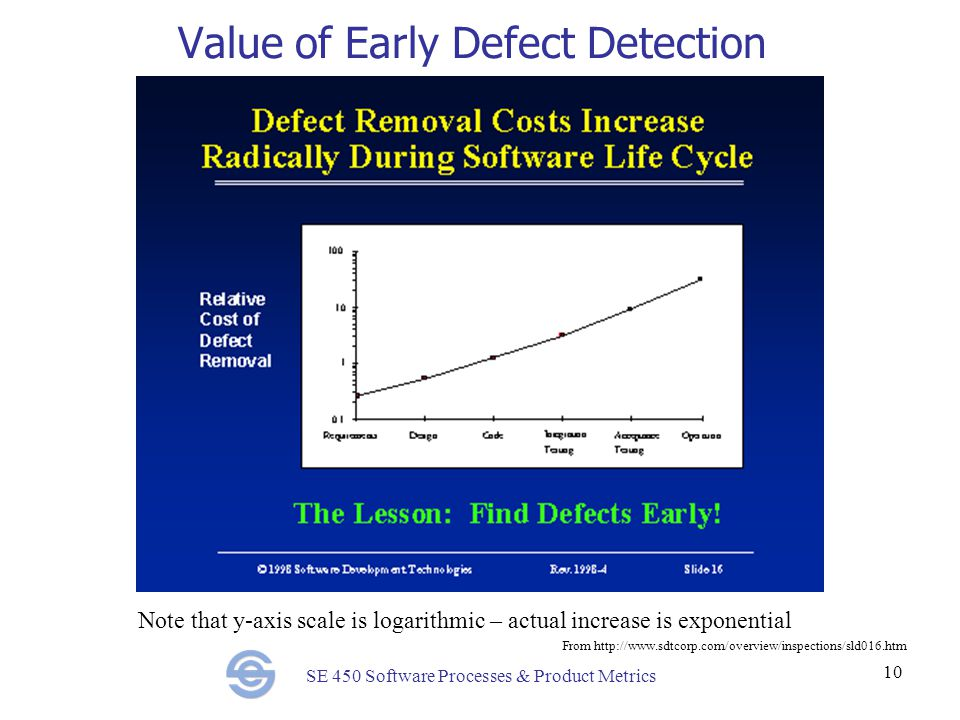 Value of Early Defect Detection
Defect Removal Costs Increase
Radically During Software Life Cycle
Relative
Cost of
Defect
Removal
100
10
1
0.1
Requirements
Design
Code
Integration
Testing
Acceptance
Testing
Operation
The Lesson: Find Defects Early!
© 1998 Software Development Technologies
Rev. 1998-4
Slide 16
Note that y-axis scale is logarithmic – actual increase is exponential
From http://www.sdtcorp.com/overview/inspections/sld016.htm
SE 450 Software Processes & Product Metrics
10